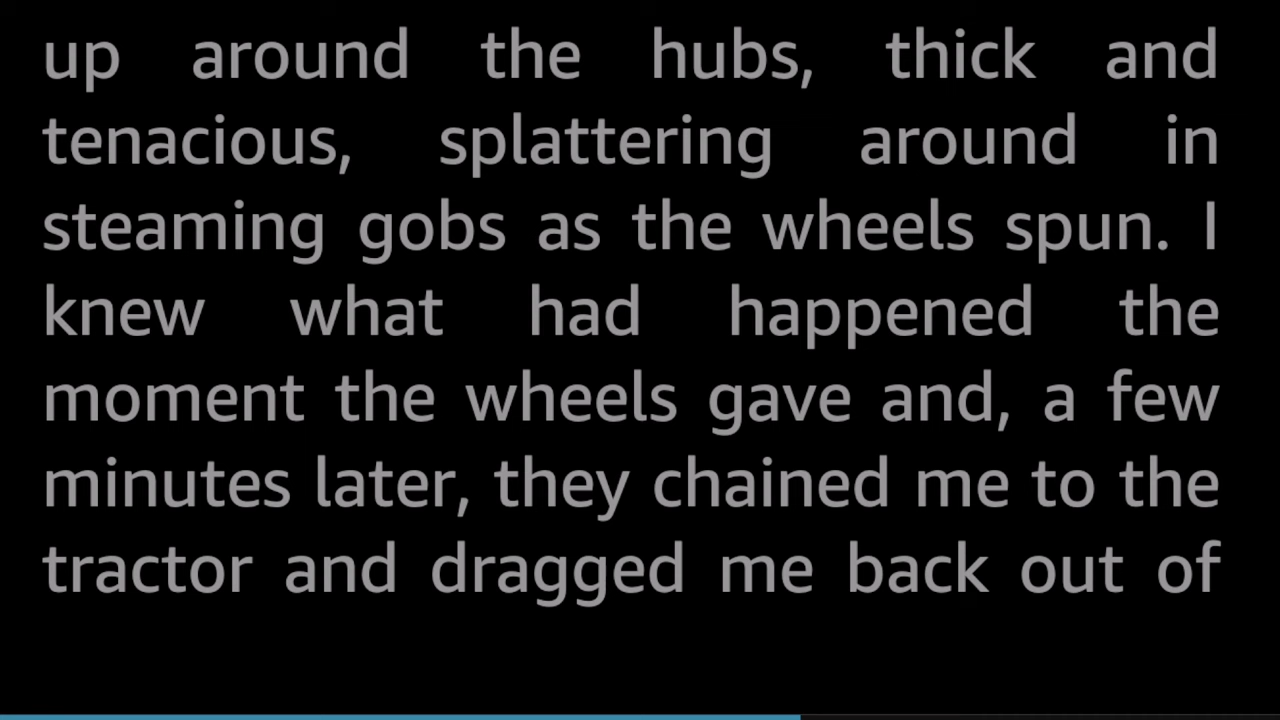 up around the hubs, thick and
tenacious, splattering around in
steaming gobs as the wheels spun. I
knew what had happened the
moment the wheels gave and, a few
minutes later, they chained me to the
tractor and dragged me back out of